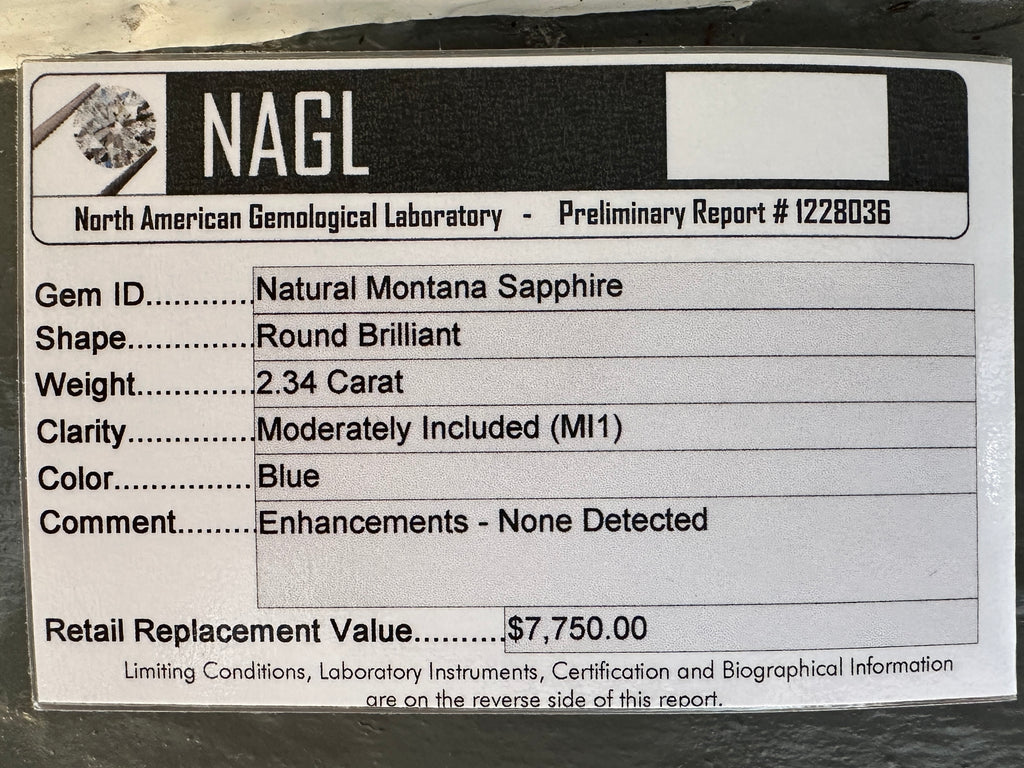 NAGL
North American Gemological Laboratory - Preliminary Report # 1228036
Gem ID............Natural Montana Sapphire
Shape..............Round Brilliant
Weight.............2.34 Carat
Clarity..............Moderately Included (MI1)
Color...............Blue
Comment.........Enhancements - None Detected
Retail Replacement Value..........$7,750.00
Limiting Conditions, Laboratory Instruments, Certification and Biographical Information
are on the reverse side of this report.